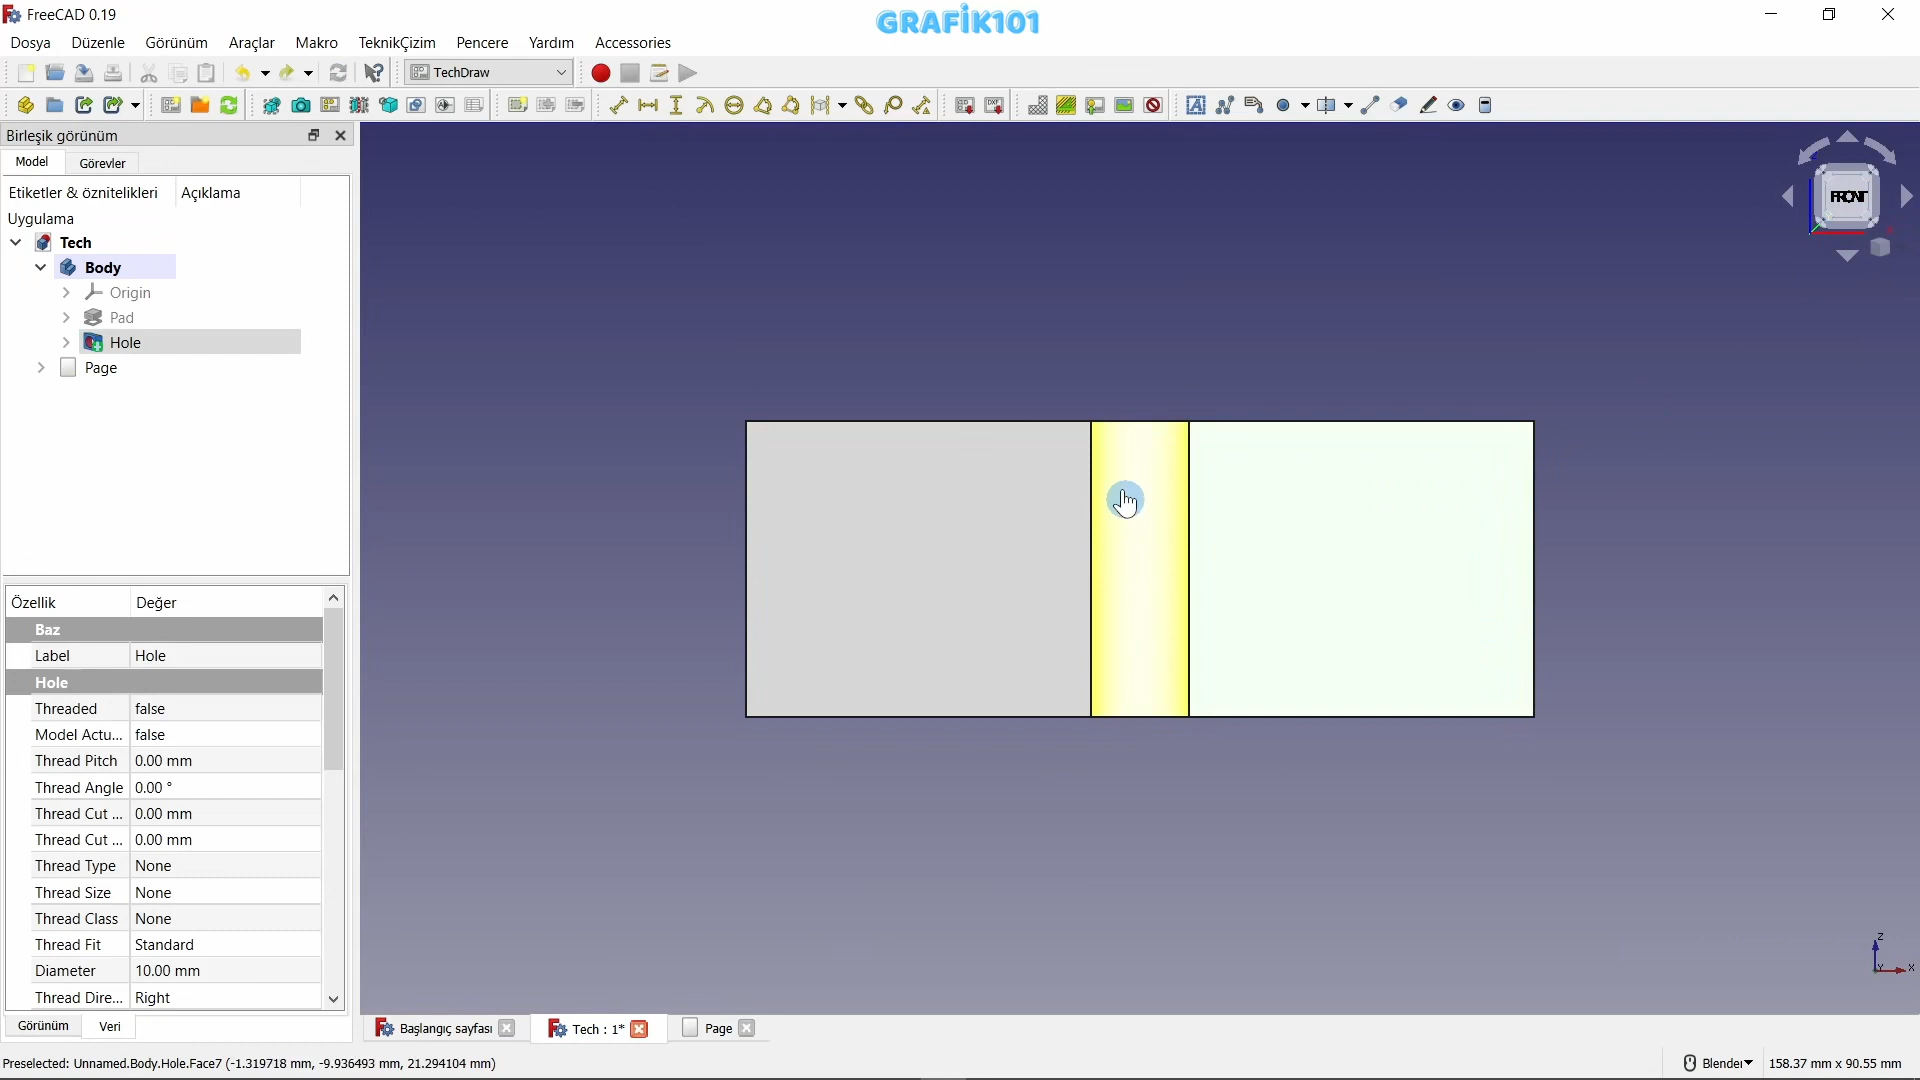 FreeCAD 0.19
GRAFİK101
Dosya Düzenle Görünüm Araçlar Makro TeknikÇizim Pencere Yardım Accessories
TechDraw
Birleşik görünüm
Model Görevler
Etiketler & öznitelikleri Açıklama
Uygulama
Tech
Body
Origin
Pad
Hole
Page
FRONT
Özellik Değer
Baz
Label Hole
Hole
Threaded false
Model Actu... false
Thread Pitch 0.00 mm
Thread Angle 0.00 °
Thread Cut ... 0.00 mm
Thread Cut ... 0.00 mm
Thread Type None
Thread Size None
Thread Class None
Thread Fit Standard
Diameter 10.00 mm
Thread Dire... Right
Z
Y X
Görünüm Veri
Başlangıç sayfası Tech : 1* Page
Preselected: Unnamed.Body.Hole.Face7 (-1.319718 mm, -9.936493 mm, 21.294104 mm)
Blender 158.37 mm x 90.55 mm